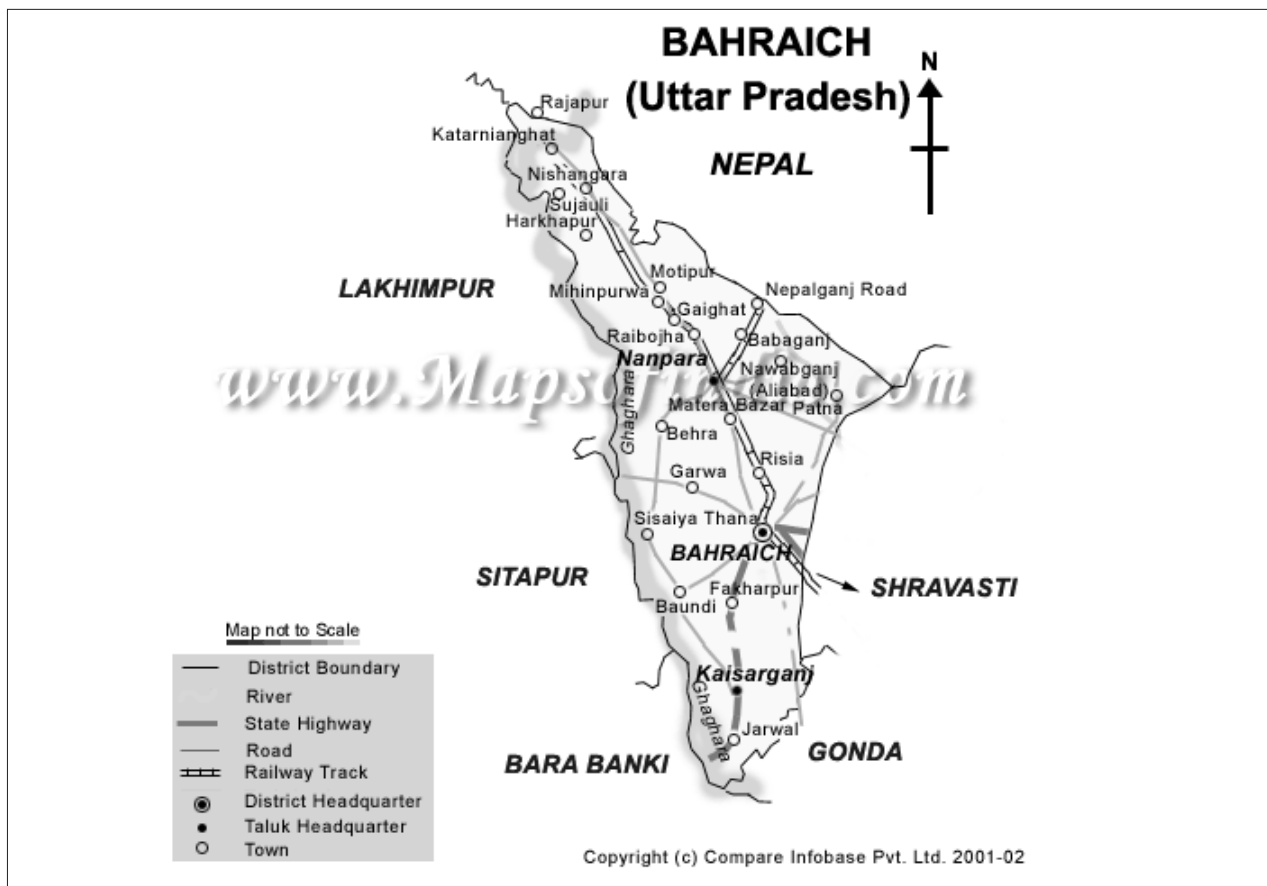 BAHRAICH
(Uttar Pradesh)
N
NEPAL
Rajapur
Katarnianghat
Nishangara
Sujauli
Harkhapur
LAKHIMPUR
Motipur
Mihinpurwa
Nepalganj Road
Gaighat
Raibojha
Babaganj
Nanpara
Nawabganj
(Aliabad)
www.Mapsofindia.com
Ghaghara
Matera Bazar
Patna
Behra
Risia
Garwa
Sisaiya Thana
BAHRAICH
SITAPUR
SHRAVASTI
Fakharpur
Baundi
Kaisarganj
Ghaghara
Jarwal
BARA BANKI
GONDA
Map not to Scale
District Boundary
River
State Highway
Road
Railway Track
District Headquarter
Taluk Headquarter
Town
Copyright (c) Compare Infobase Pvt. Ltd. 2001-02